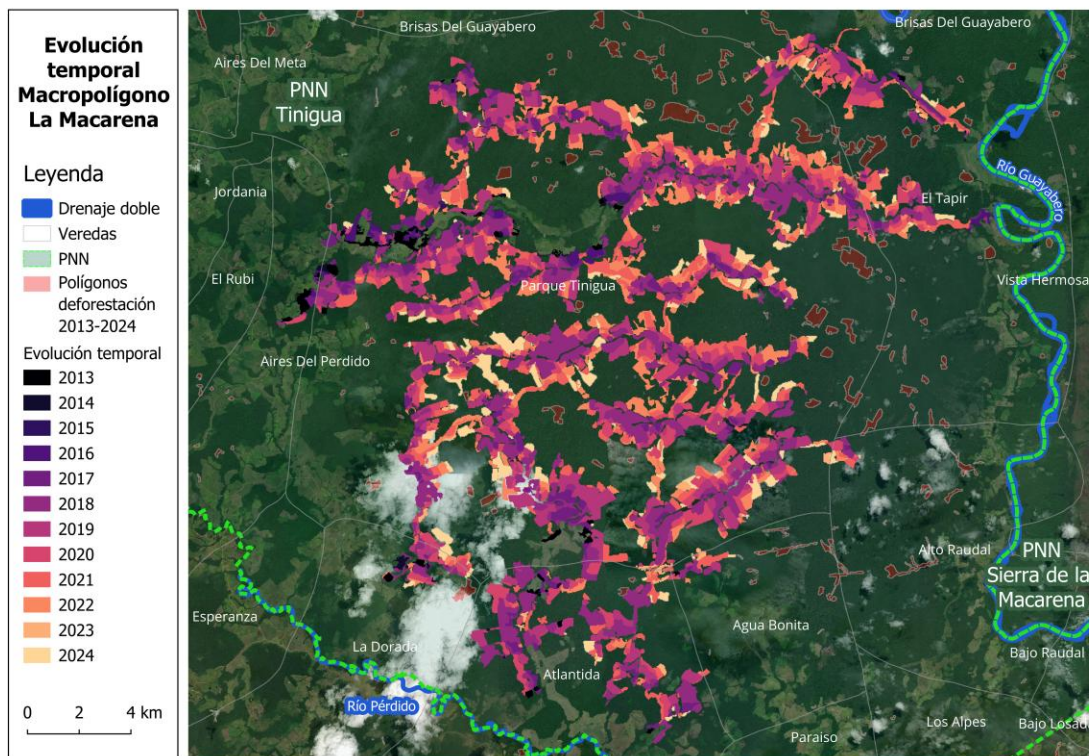 Evolución
temporal
Macropolígono
La Macarena
Leyenda
Drenaje doble
Veredas
PNN
Polígonos
deforestación
2013-2024
Evolución temporal
2013
2014
2015
2016
2017
2018
2019
2020
2021
2022
2023
2024
0 2 4 km
Brisas Del Guayabero
Brisas Del Guayabero
Aires Del Meta
PNN
Tinigua
Río Guayabero
Jordania
El Tapir
El Rubi
Parque Tinigua
Vista Hermosa
Aires Del Perdido
Alto Raudal
PNN
Sierra de la
Macarena
Esperanza
Agua Bonita
La Dorada
Bajo Raudal
Atlantida
Río Pérdido
Los Alpes
Bajo Losad
Paraiso